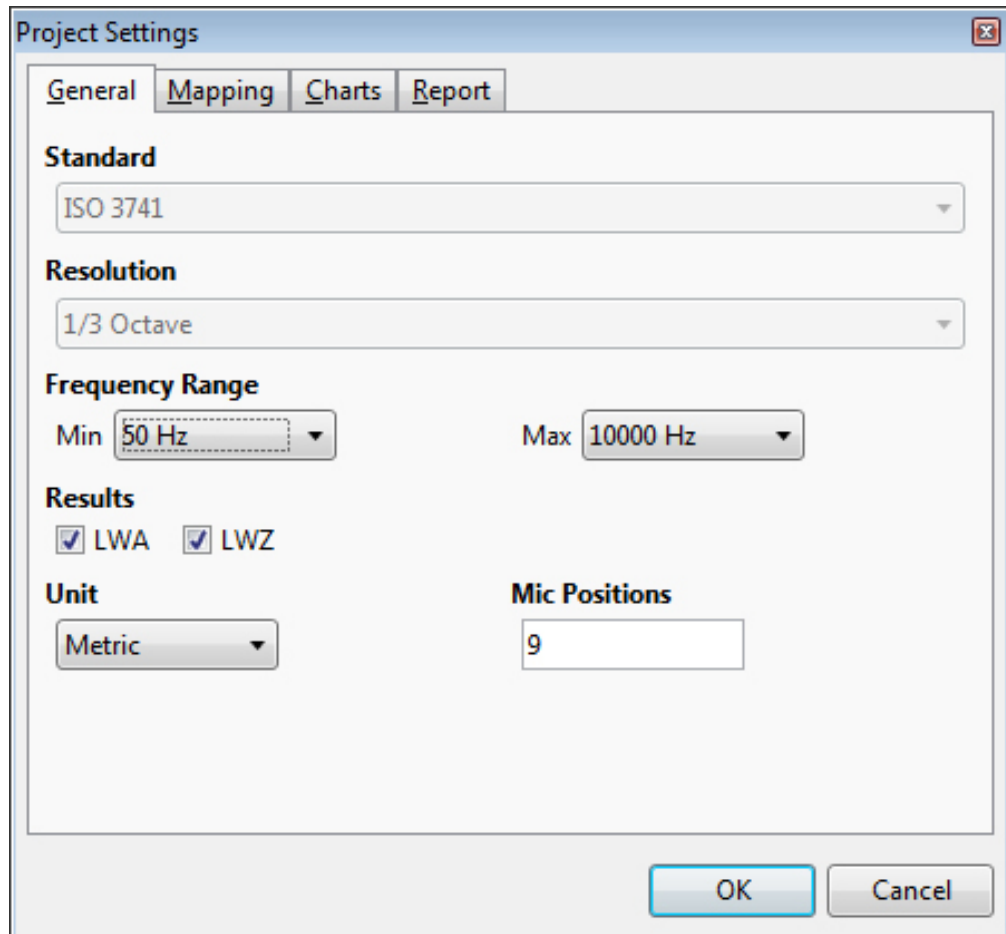 Project Settings
General Mapping Charts Report
Standard
ISO 3741
Resolution
1/3 Octave
Frequency Range
Min 50 Hz Max 10000 Hz
Results
LWA LWZ
Unit Mic Positions
Metric 9
OK Cancel